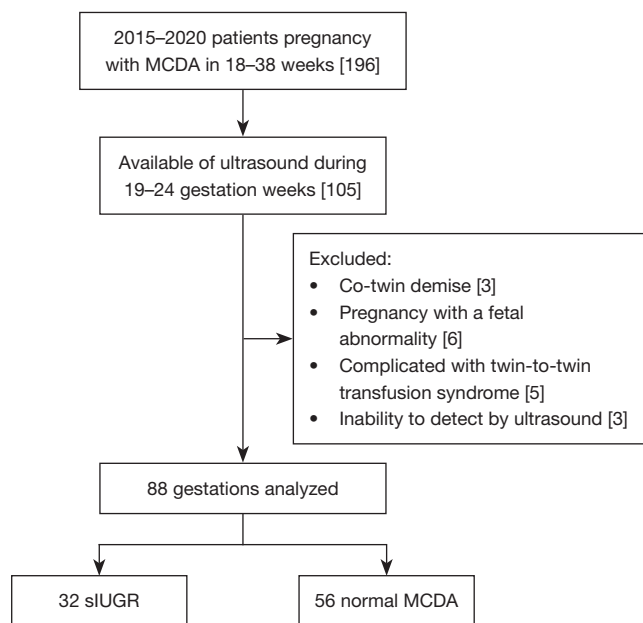 2015–2020 patients pregnancy
with MCDA in 18–38 weeks [196]
Available of ultrasound during
19–24 gestation weeks [105]
Excluded:
• Co-twin demise [3]
• Pregnancy with a fetal
abnormality [6]
• Complicated with twin-to-twin
transfusion syndrome [5]
• Inability to detect by ultrasound [3]
88 gestations analyzed
32 sIUGR
56 normal MCDA